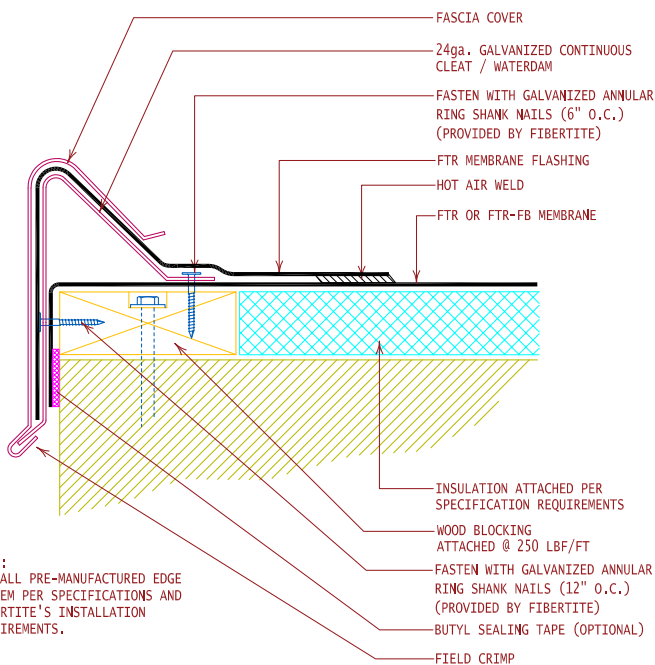 FASCIA COVER
24ga. GALVANIZED CONTINUOUS
CLEAT / WATERDAM
FASTEN WITH GALVANIZED ANNULAR
RING SHANK NAILS (6" O.C.)
(PROVIDED BY FIBERTITE)
FTR MEMBRANE FLASHING
HOT AIR WELD
FTR OR FTR-FB MEMBRANE
INSULATION ATTACHED PER
SPECIFICATION REQUIREMENTS
WOOD BLOCKING
ATTACHED @ 250 LBF/FT
FASTEN WITH GALVANIZED ANNULAR
RING SHANK NAILS (12" O.C.)
(PROVIDED BY FIBERTITE)
BUTYL SEALING TAPE (OPTIONAL)
FIELD CRIMP
:
ALL PRE-MANUFACTURED EDGE
EM PER SPECIFICATIONS AND
RTITE'S INSTALLATION
IREMENTS.